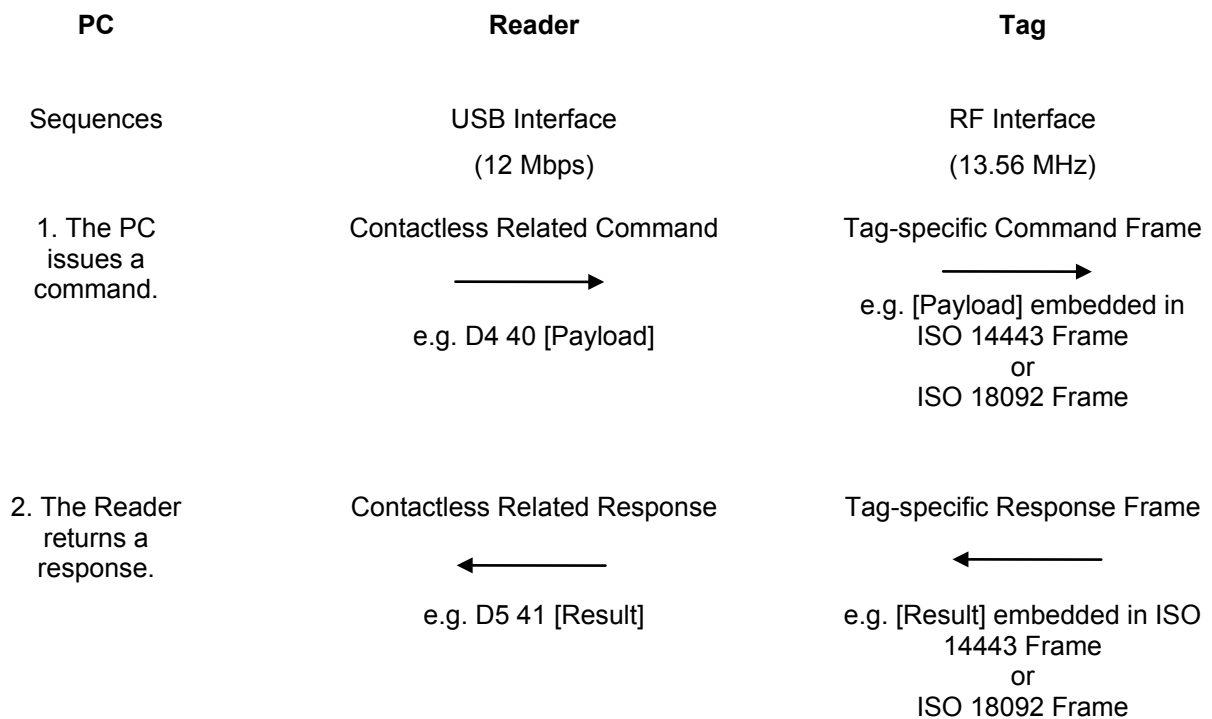 PC
Reader
Tag
Sequences
USB Interface
(12 Mbps)
RF Interface
(13.56 MHz)
1. The PC
issues a
command.
Contactless Related Command
e.g. D4 40 [Payload]
Tag-specific Command Frame
e.g. [Payload] embedded in
ISO 14443 Frame
or
ISO 18092 Frame
2. The Reader
returns a
response.
Contactless Related Response
e.g. D5 41 [Result]
Tag-specific Response Frame
e.g. [Result] embedded in ISO
14443 Frame
or
ISO 18092 Frame